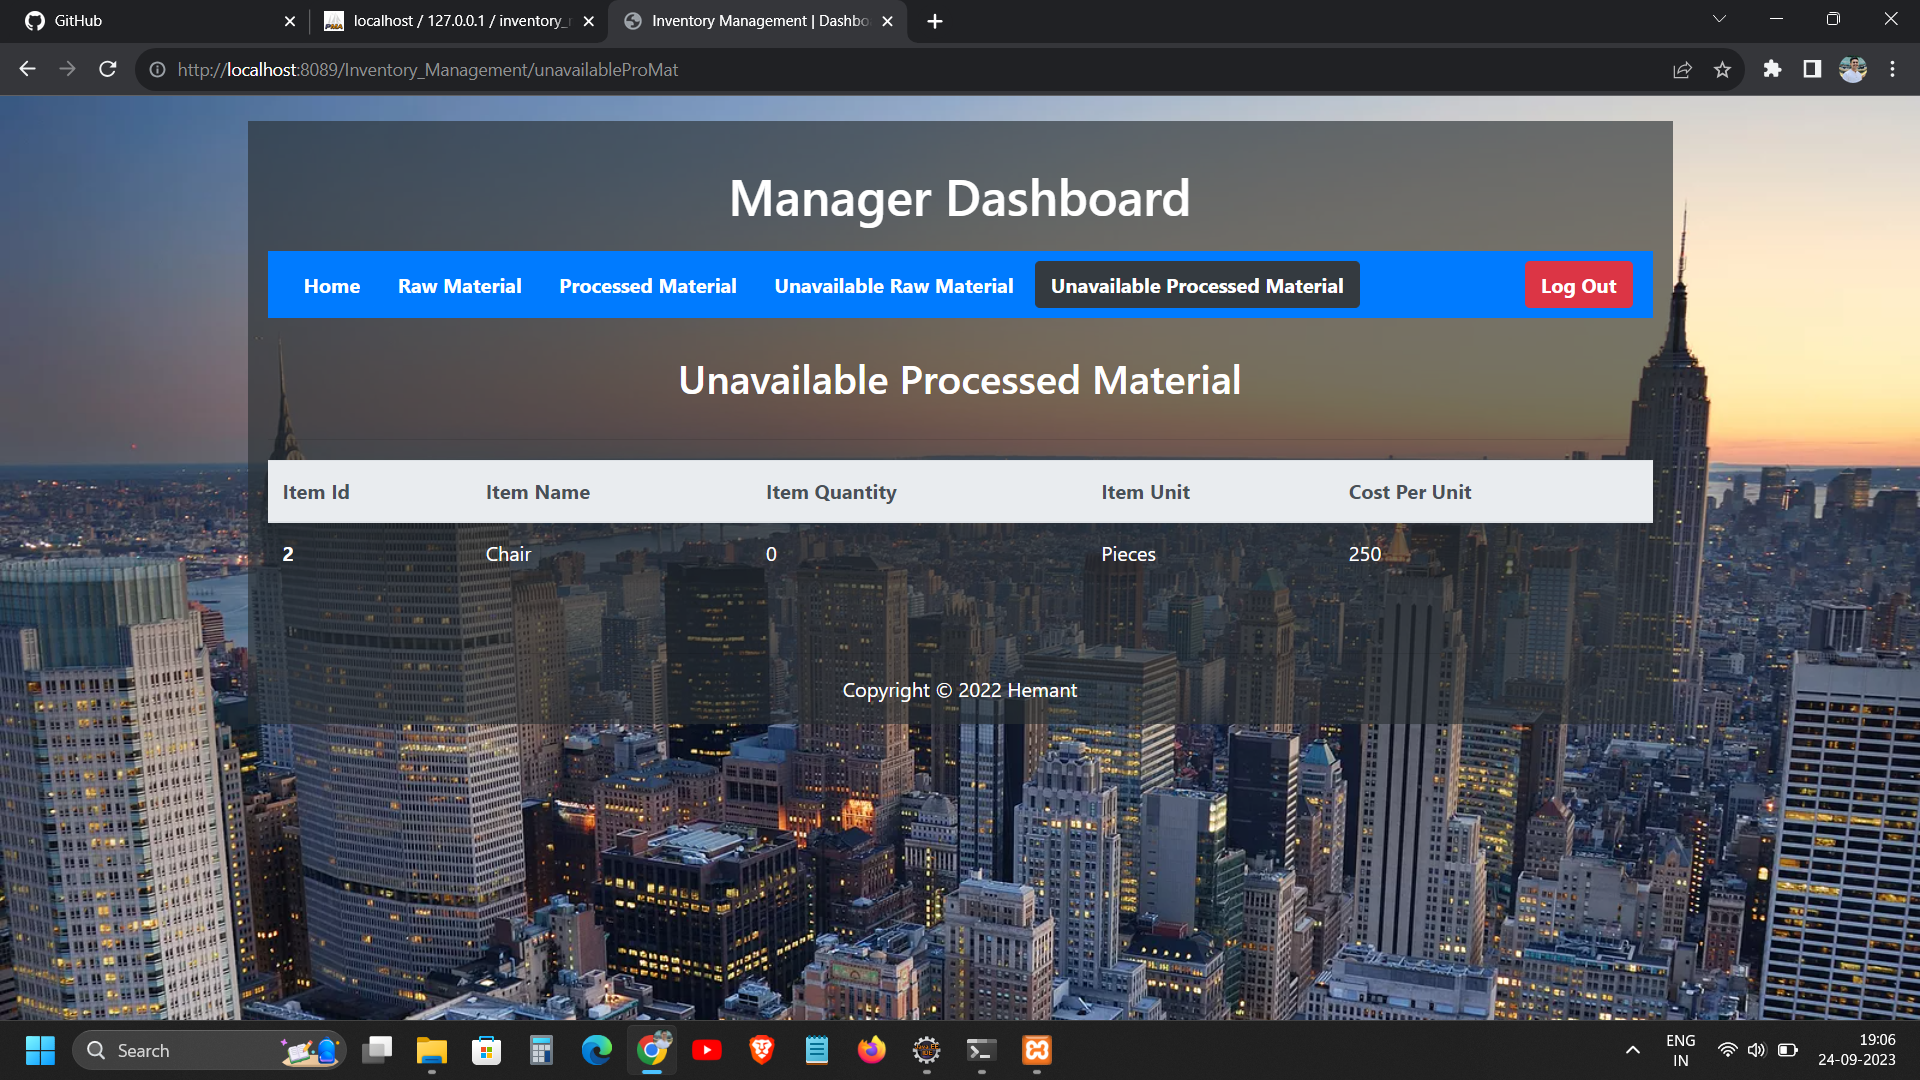 GitHub
localhost / 127.0.0.1 / inventory_
Inventory Management | Dashbo
http://localhost:8089/Inventory_Management/unavailableProMat
Manager Dashboard
Home Raw Material Processed Material Unavailable Raw Material Unavailable Processed Material Log Out
Unavailable Processed Material
Item Id Item Name Item Quantity Item Unit Cost Per Unit
2 Chair 0 Pieces 250
Copyright © 2022 Hemant
Search
ENG
IN
19:06
24-09-2023